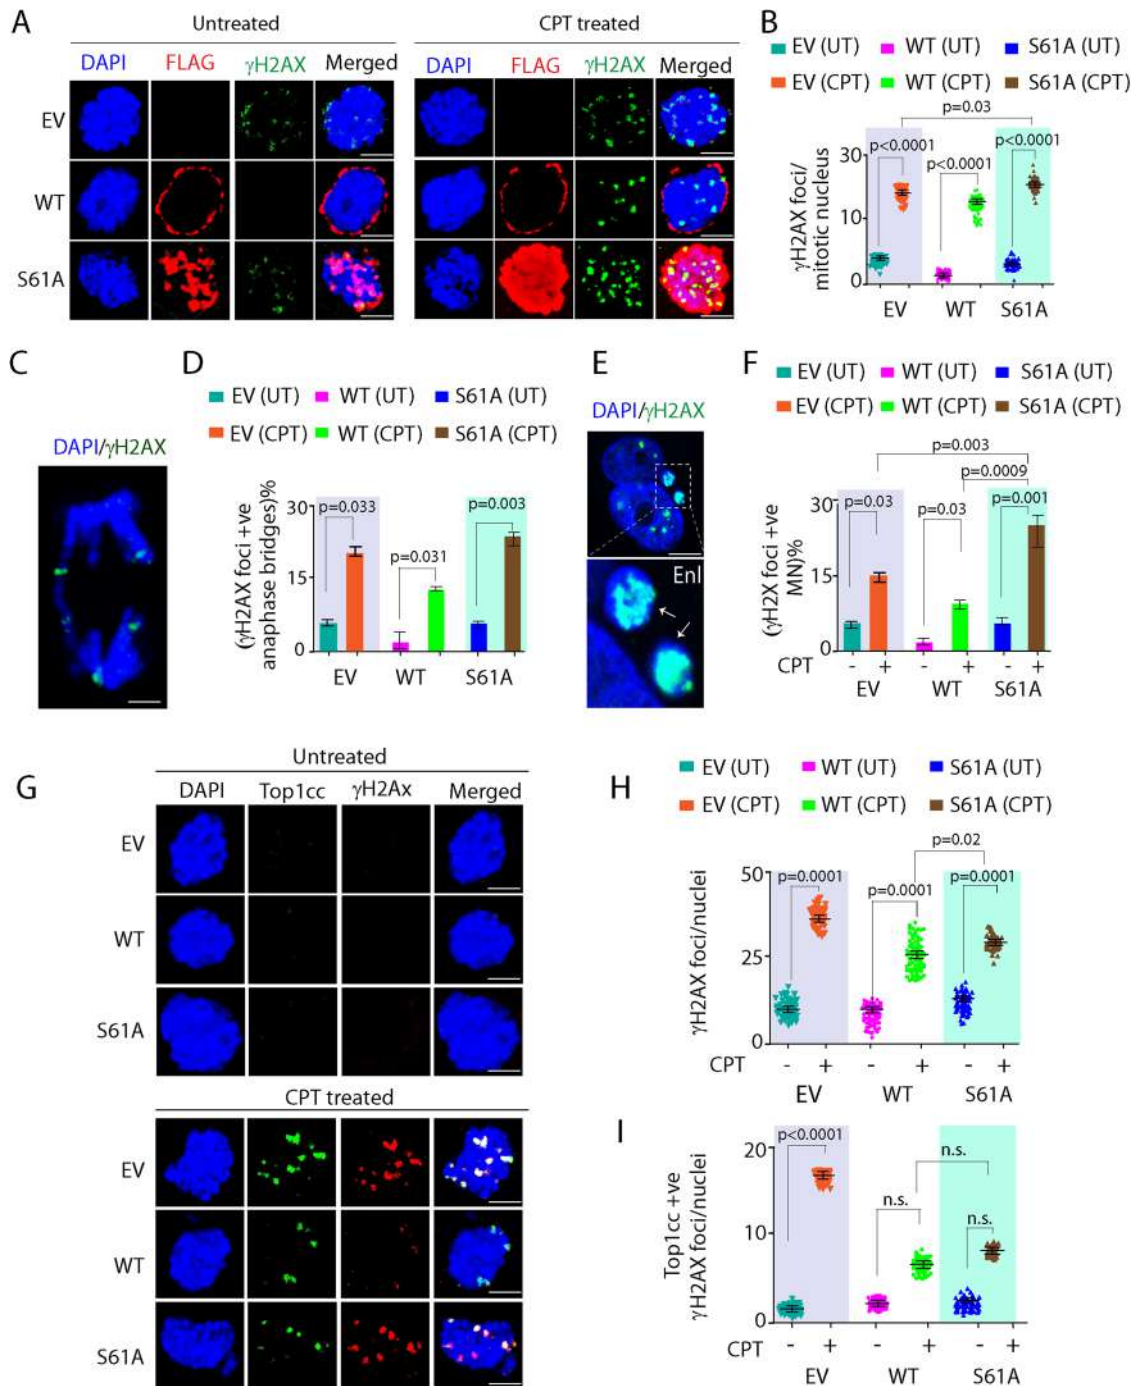 A
Untreated
CPT treated
DAPI FLAG γH2AX Merged
DAPI FLAG γH2AX Merged
EV
WT
S61A
B
EV (UT) WT (UT) S61A (UT)
EV (CPT) WT (CPT) S61A (CPT)
p=0.03
p<0.0001 p<0.0001 p<0.0001
γH2AX foci/
mitotic nucleus
30
10
0
EV WT S61A
C
DAPI/γH2AX
D
EV (UT) WT (UT) S61A (UT)
EV (CPT) WT (CPT) S61A (CPT)
p=0.033 p=0.031 p=0.003
(γH2AX foci +ve
anaphase bridges)%
30
15
0
EV WT S61A
E
DAPI/γH2AX
Enl
F
EV (UT) WT (UT) S61A (UT)
EV (CPT) WT (CPT) S61A (CPT)
p=0.003
p=0.0009
p=0.03 p=0.03 p=0.001
(γH2X foci +ve
MN)%
30
15
0
CPT - + - + - +
EV WT S61A
G
Untreated
DAPI Top1cc γH2Ax Merged
EV
WT
S61A
CPT treated
EV
WT
S61A
H
EV (UT) WT (UT) S61A (UT)
EV (CPT) WT (CPT) S61A (CPT)
p=0.02
p=0.0001 p=0.0001 p=0.0001
γH2AX foci/nuclei
50
25
0
CPT - + - + - +
EV WT S61A
I
p<0.0001 n.s. n.s. n.s.
Top1cc +ve
γH2AX foci/nuclei
20
10
0
CPT - + - + - +
EV WT S61A